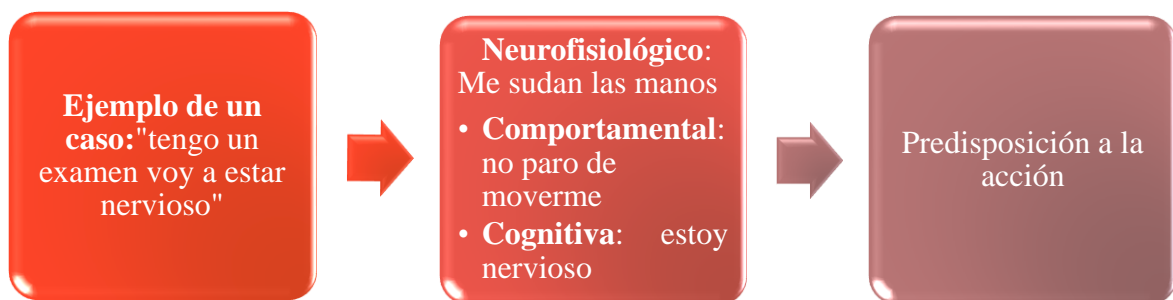 Ejemplo de un
caso:"tengo un
examen voy a estar
nervioso"
Neurofisiológico:
Me sudan las manos
• Comportamental:
no paro de
moverme
• Cognitiva: estoy
nervioso
Predisposición a la
acción